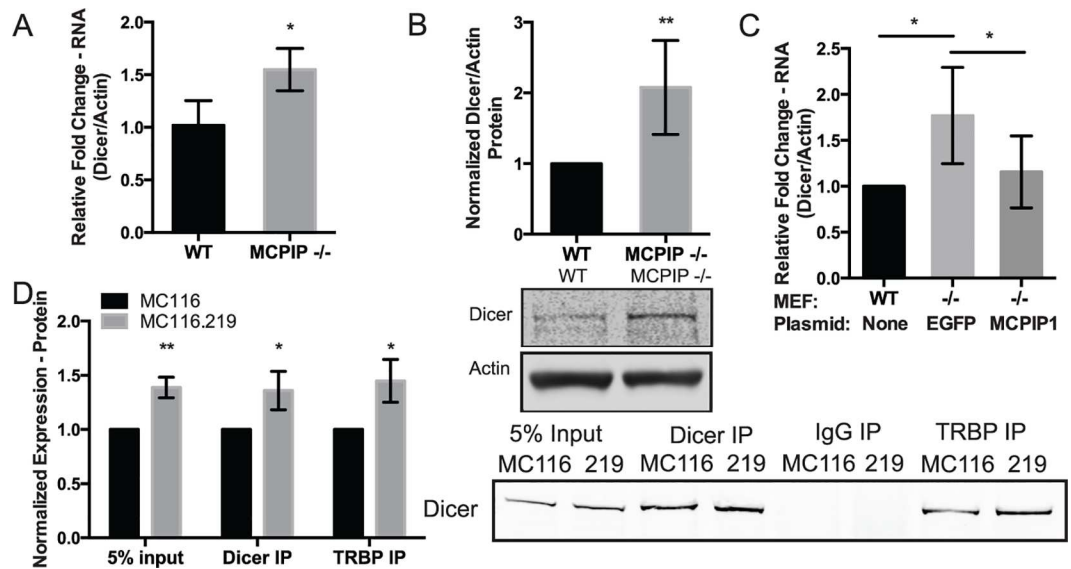 A
Relative Fold Change - RNA
(Dicer/Actin)
2.0
1.5
1.0
0.5
0.0
*
WT
MCPIP -/-
B
Normalized DIcer/Actin
Protein
3
2
1
0
**
WT
MCPIP -/-
WT
MCPIP -/-
Dicer
Actin
C
Relative Fold Change - RNA
(Dicer/Actin)
2.5
2.0
1.5
1.0
0.5
0.0
*
*
MEF: WT -/- -/-
Plasmid: None EGFP MCPIP1
D
MC116
MC116.219
Normalized Expression - Protein
2.0
1.5
1.0
0.5
0.0
**
*
*
5% input
Dicer IP
TRBP IP
5% Input Dicer IP IgG IP TRBP IP
MC116 219 MC116 219 MC116 219 MC116 219
Dicer